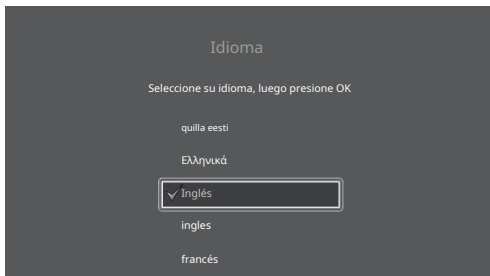 Idioma
Seleccione su idioma, luego presione OK
quilla eesti
Ελληνικά
Inglés
ingles
francés